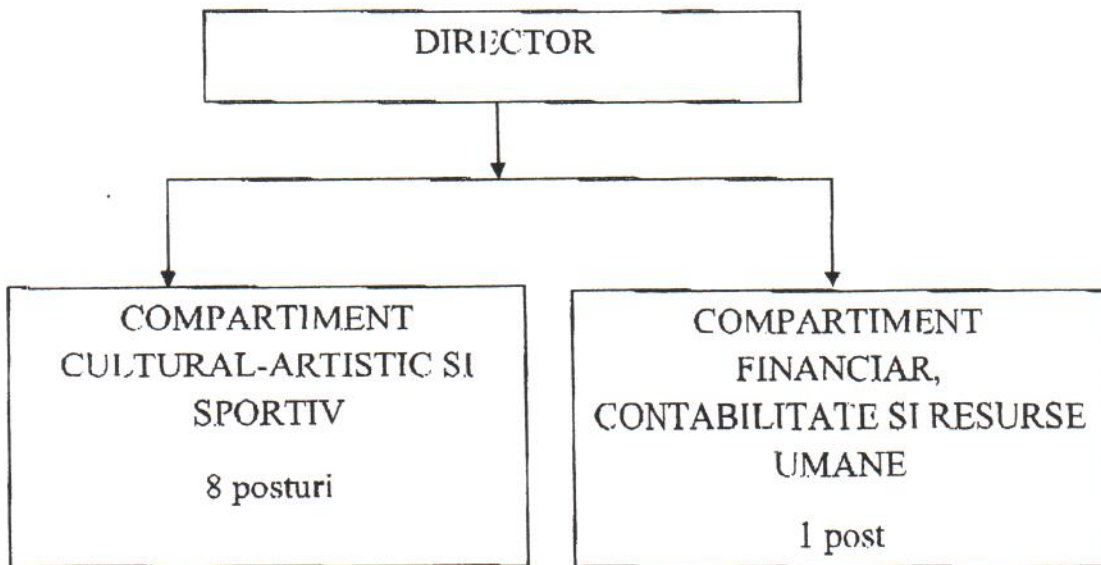 DIRECTOR
COMPARTIMENT
CULTURAL-ARTISTIC SI
SPORTIV
8 posturi
COMPARTIMENT
FINANCIAR,
CONTABILITATE SI RESURSE
UMANE
1 post